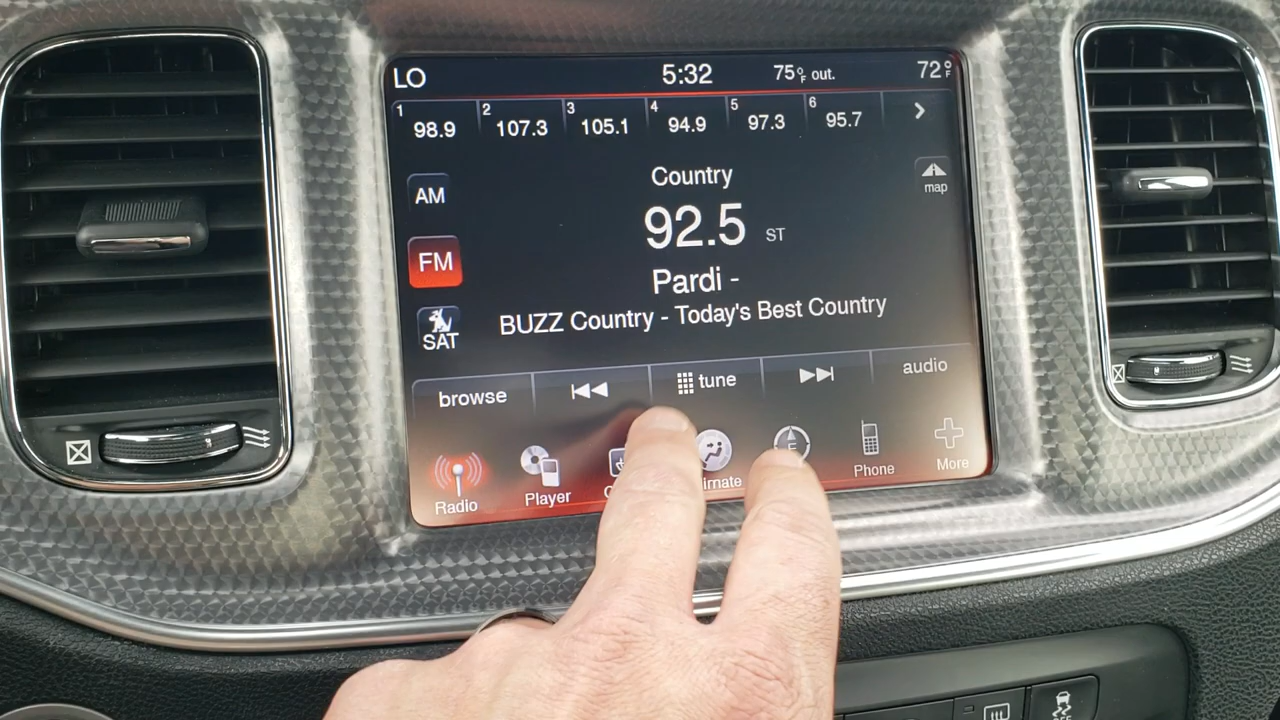 LO 5:32 75°F out. 72°F
1 98.9 2 107.3 3 105.1 4 94.9 5 97.3 6 95.7
Country
map
AM
92.5 ST
FM
Pardi -
BUZZ Country - Today's Best Country
SAT
browse tune audio
E
Radio Player C imate Phone More
OFF